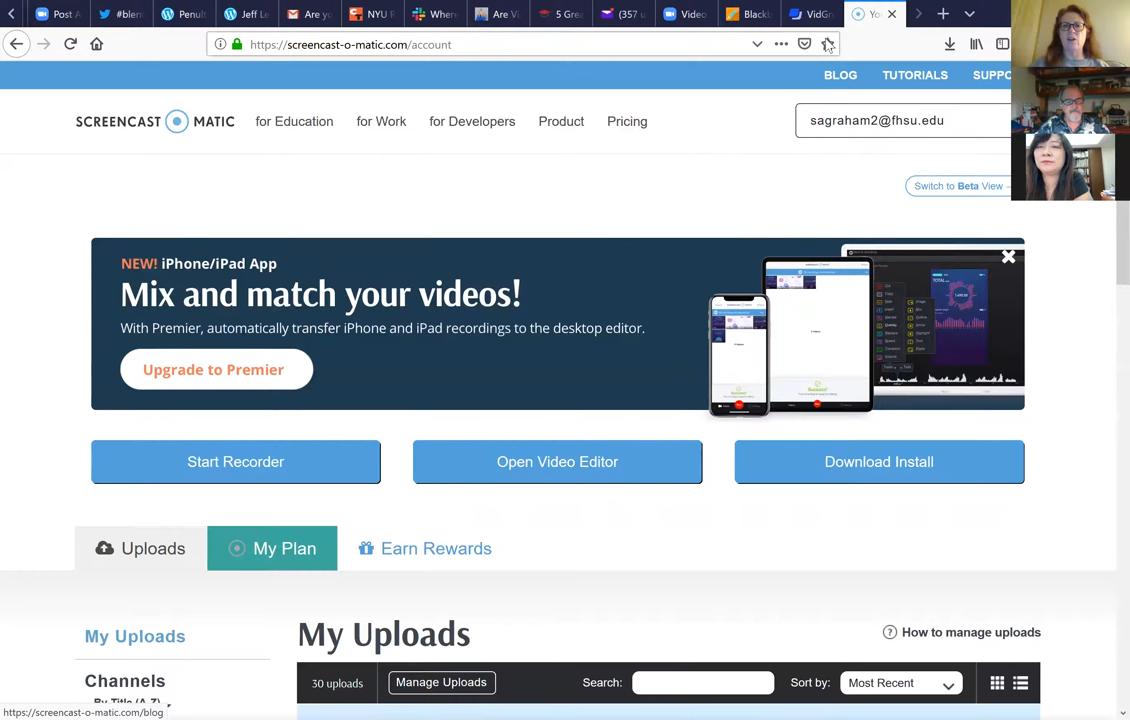 Post A
#blen
Penult
Jeff Le
Are yo
NYU R
Where
Are Vi
5 Grea
(357 u
Video
Blackb
VidGr
Yo
https://screencast-o-matic.com/account
BLOG TUTORIALS SUPPO
SCREENCAST MATIC for Education for Work for Developers Product Pricing
sagraham2@fhsu.edu
Switch to Beta View
NEW! iPhone/iPad App
Mix and match your videos!
With Premier, automatically transfer iPhone and iPad recordings to the desktop editor.
Upgrade to Premier
Start Recorder Open Video Editor Download Install
Uploads My Plan Earn Rewards
My Uploads
My Uploads
How to manage uploads
Channels
By Title (A-Z)
30 uploads Manage Uploads Search: Sort by: Most Recent
https://screencast-o-matic.com/blog